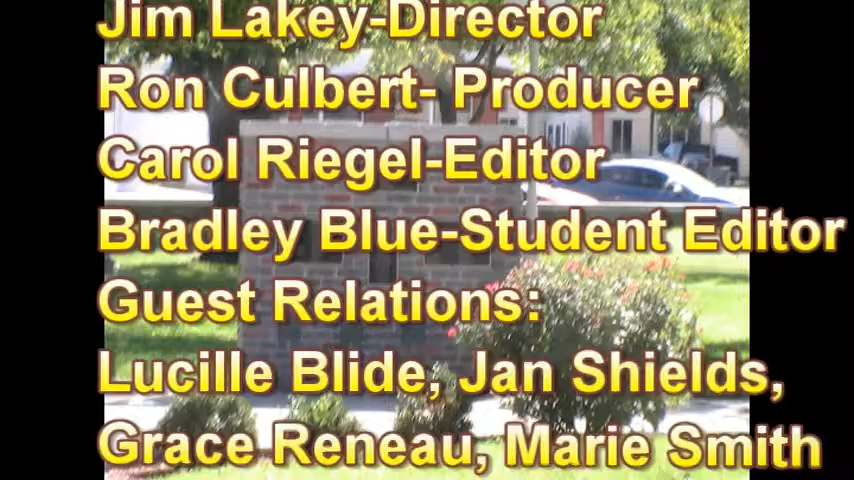 Jim Lakey-Director
Ron Culbert- Producer
Carol Riegel-Editor
Bradley Blue-Student Editor
Guest Relations:
Lucille Blide, Jan Shields,
Grace Reneau, Marie Smith